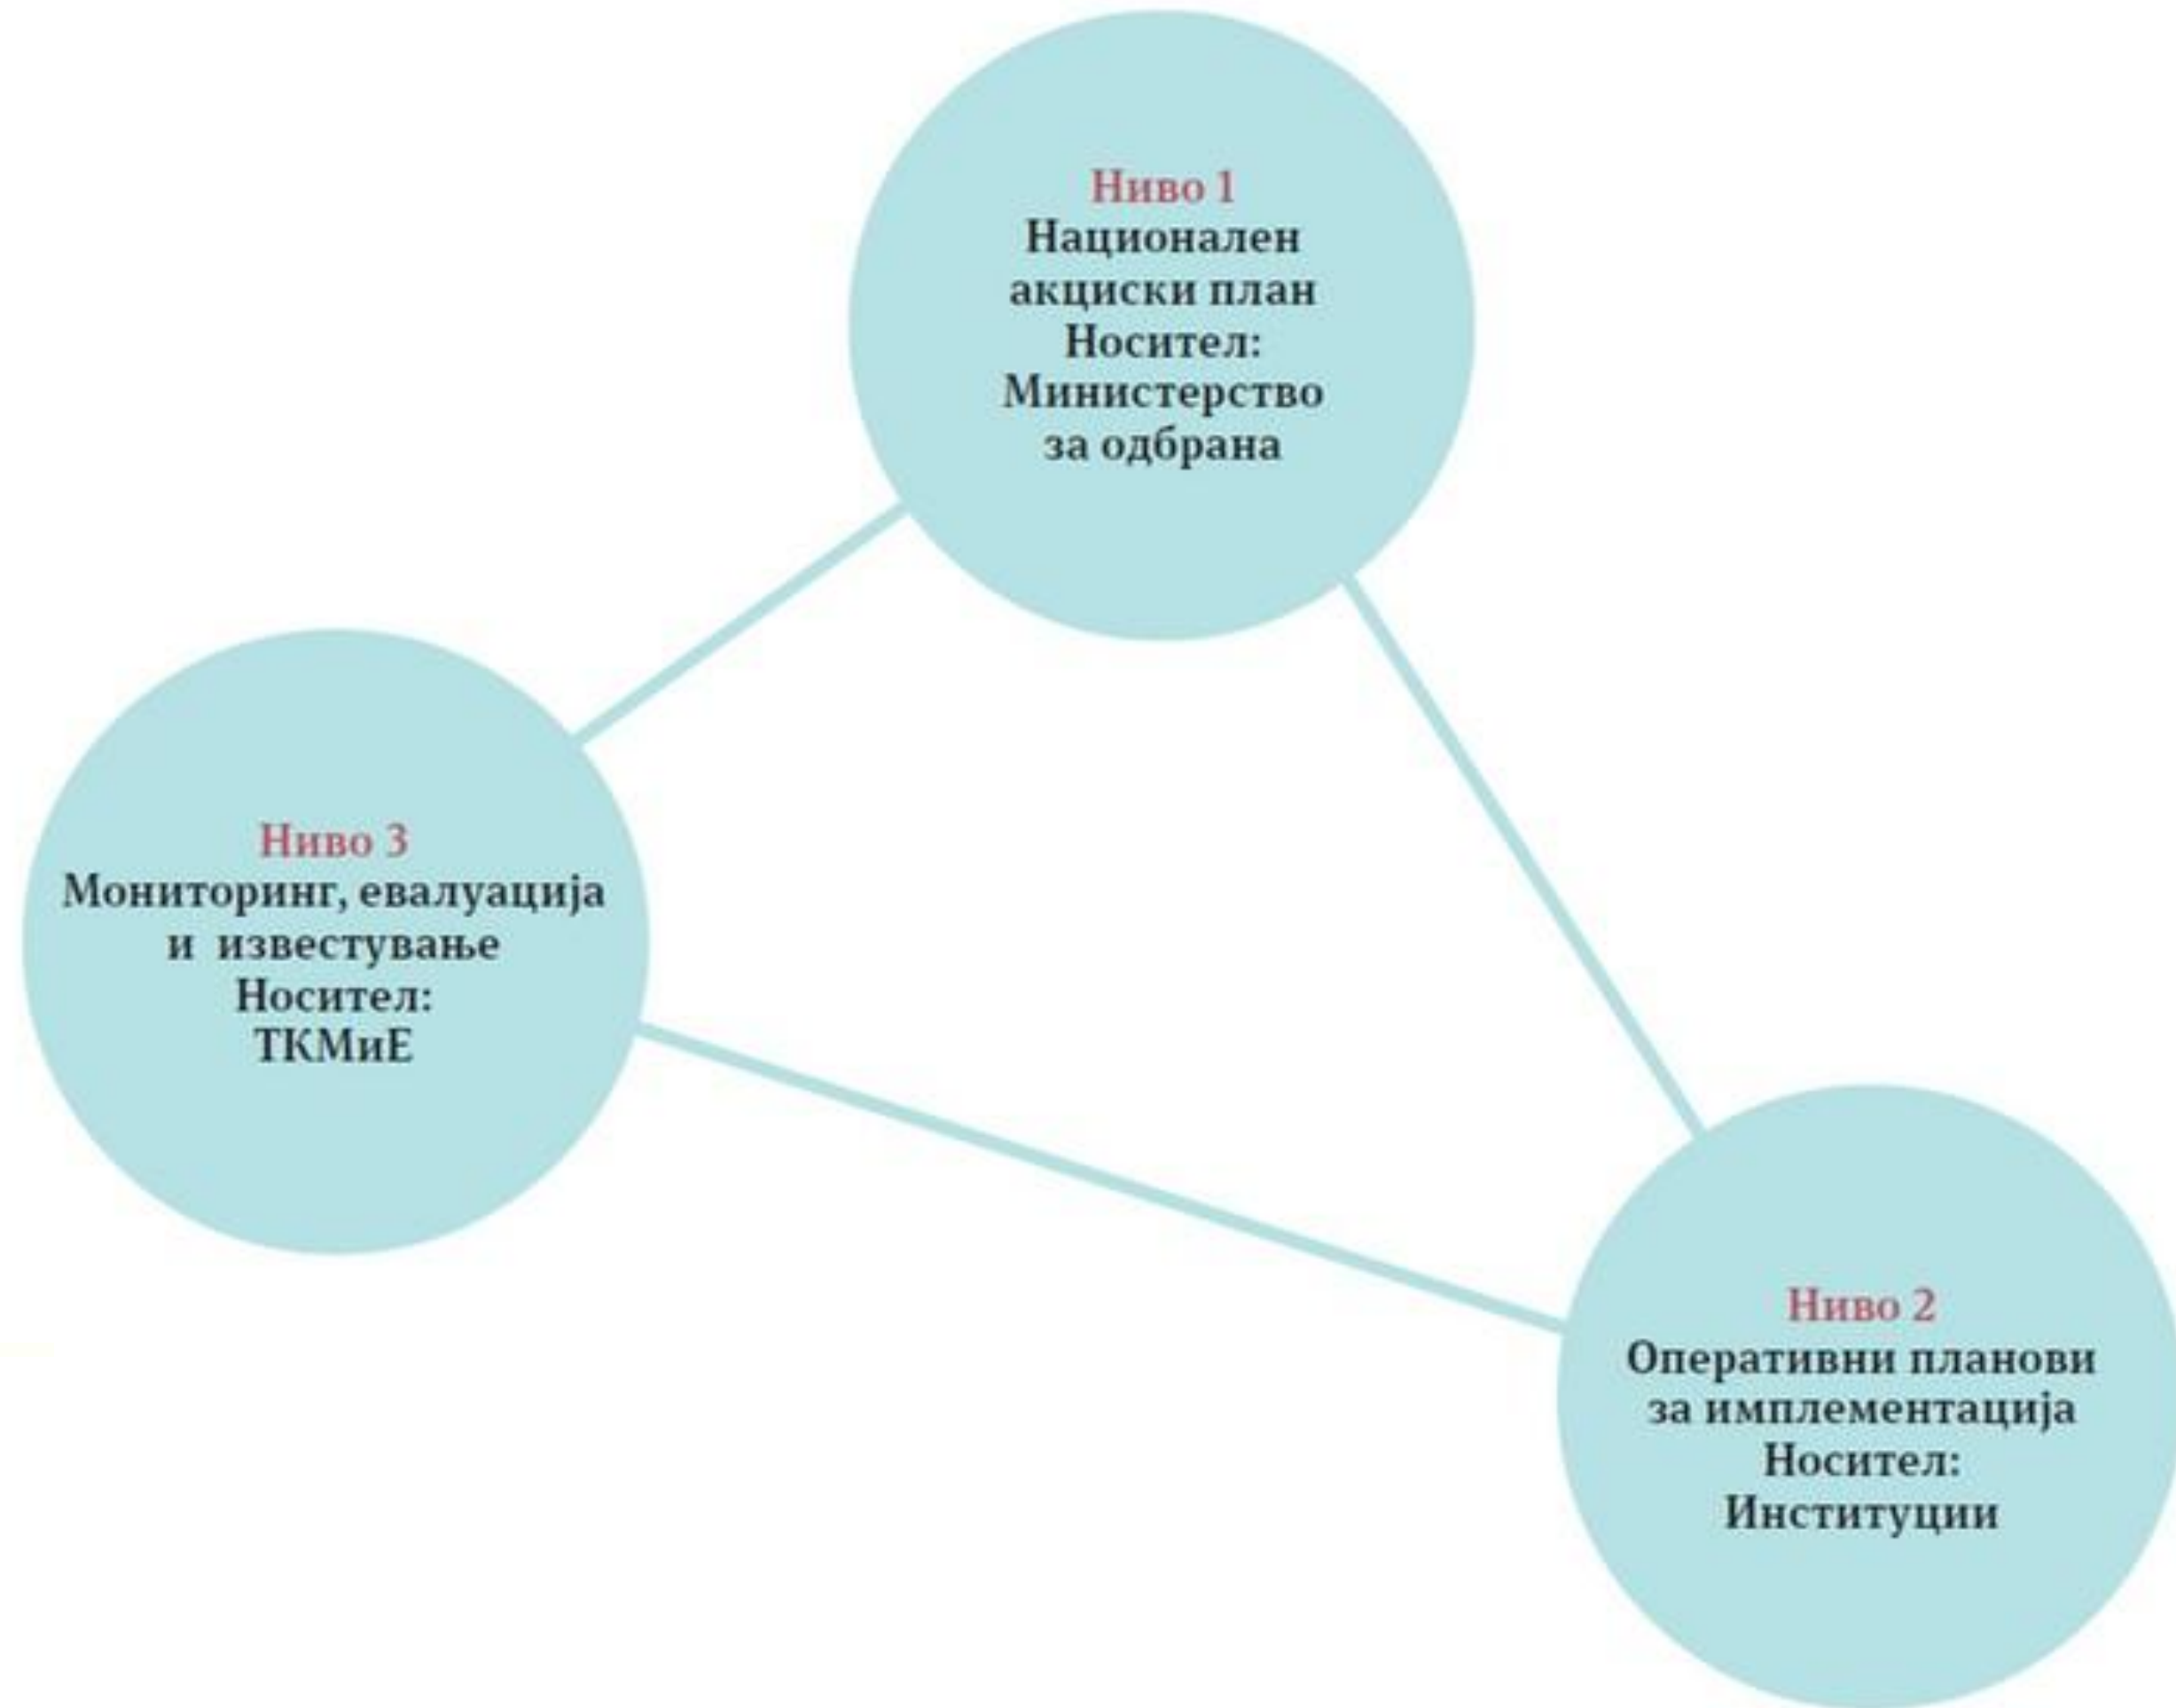 Ниво 1
Национален
акциски план
Носител:
Министерство
за одбрана
Ниво 3
Мониторинг, евалуација
и известување
Носител:
ТКМиЕ
Ниво 2
Оперативни планови
за имплементација
Носител:
Институции